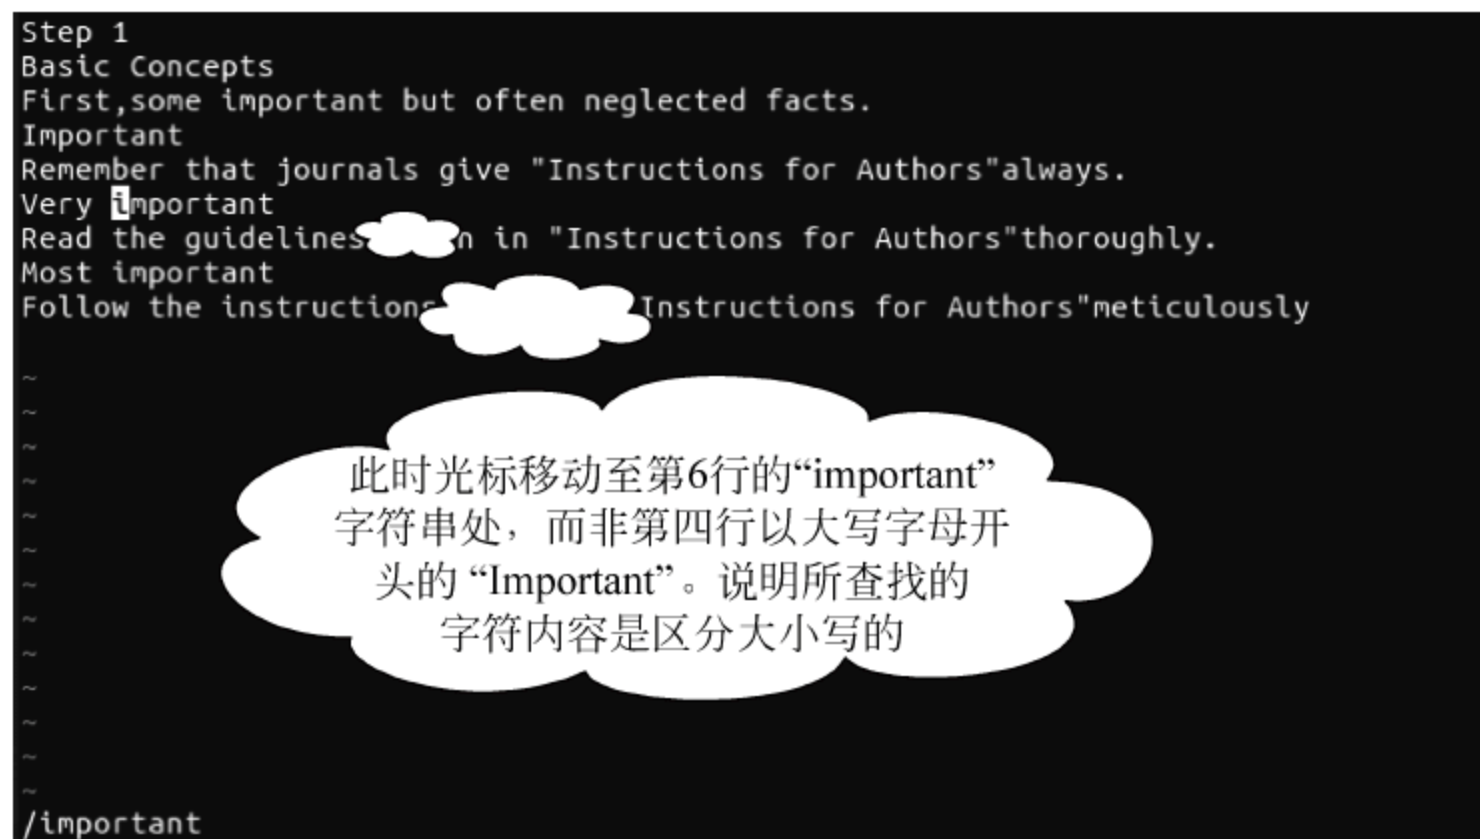 Step 1
Basic Concepts
First,some important but often neglected facts.
Important
Remember that journals give "Instructions for Authors"always.
Very important
Read the guidelines n in "Instructions for Authors"thoroughly.
Most important
Follow the instructions Instructions for Authors"meticulously
~
~
~
~
~
~
~
~
~
~
~
~
~
此时光标移动至第6行的“important”
字符串处，而非第四行以大写字母开
头的 “Important”。说明所查找的
字符内容是区分大小写的
/important